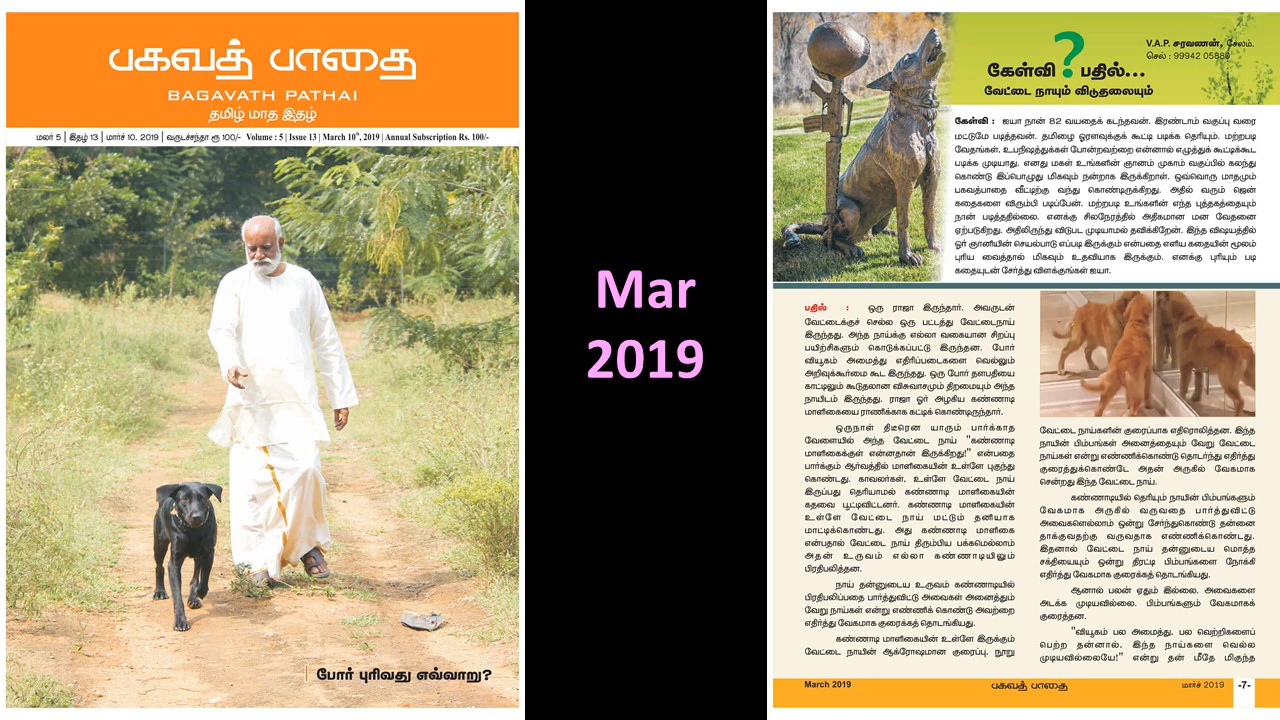 பகவத் பாதை
BAGAVATH PATHAI
தமிழ் மாத இதழ்
மலர் 5 | இதழ் 13 | மார்ச் 10. 2019 | வருடச்சந்தா ரூ 100/- Volume : 5 | Issue 13 | March 10th, 2019 | Annual Subscription Rs. 100/-
போர் புரிவது எவ்வாறு?
Mar
2019
V.A.P. சரவணன், சேலம்.
செல் : 99942 05880
கேள்வி ? பதில்...
வேட்டை நாயும் விடுதலையும்
கேள்வி : ஐயா நான் 82 வயதைக் கடந்தவன். இரண்டாம் வகுப்பு வரை
மட்டுமே படித்தவன். தமிழை ஓரளவுக்குக் கூட்டி படிக்க தெரியும். மற்றபடி
வேதங்கள், உபநிஷத்துக்கள் போன்றவற்றை என்னால் எழுத்துக் கூட்டிக்கூட
படிக்க முடியாது. எனது மகள் உங்களின் ஞானம் முகாம் வகுப்பில் கலந்து
கொண்டு இப்பொழுது மிகவும் நன்றாக இருக்கிறாள். ஒவ்வொரு மாதமும்
பகவத்பாதை வீட்டிற்கு வந்து கொண்டிருக்கிறது. அதில் வரும் ஜென்
கதைகளை விரும்பி படிப்பேன். மற்றபடி உங்களின் எந்த புத்தகத்தையும்
நான் படித்ததில்லை. எனக்கு சிலநேரத்தில் அதிகமான மன வேதனை
ஏற்படுகிறது. அதிலிருந்து விடுபட முடியாமல் தவிக்கிறேன். இந்த விஷயத்தில்
ஓர் ஞானியின் செயல்பாடு எப்படி இருக்கும் என்பதை எளிய கதையின் மூலம்
புரிய வைத்தால் மிகவும் உதவியாக இருக்கும். எனக்கு புரியும் படி
கதையுடன் சேர்த்து விளக்குங்கள் ஐயா.
பதில் : ஒரு ராஜா இருந்தார். அவருடன்
வேட்டைக்குச் செல்ல ஒரு பட்டத்து வேட்டைநாய்
இருந்தது. அந்த நாய்க்கு எல்லா வகையான சிறப்பு
பயிற்சிகளும் கொடுக்கப்பட்டு இருந்தன. போர்
வியூகம் அமைத்து எதிரிப்படைகளை வெல்லும்
அறிவுக்கூர்மை கூட இருந்தது. ஒரு போர் தளபதியை
காட்டிலும் கூடுதலான விசுவாசமும் திறமையும் அந்த
நாயிடம் இருந்தது. ராஜா ஓர் அழகிய கண்ணாடி
மாளிகையை ராணிக்காக கட்டிக் கொண்டிருந்தார்.
ஒருநாள் திடீரென யாரும் பார்க்காத
வேளையில் அந்த வேட்டை நாய் "கண்ணாடி
மாளிகைக்குள் என்னதான் இருக்கிறது!" என்பதை
பார்க்கும் ஆர்வத்தில் மாளிகையின் உள்ளே புகுந்து
கொண்டது. காவலர்கள், உள்ளே வேட்டை நாய்
இருப்பது தெரியாமல் கண்ணாடி மாளிகையின்
கதவை பூட்டிவிட்டனர். கண்ணாடி மாளிகையின்
உள்ளே வேட்டை நாய் மட்டும் தனியாக
மாட்டிக்கொண்டது. அது கண்ணாடி மாளிகை
என்பதால் வேட்டை நாய் திரும்பிய பக்கமெல்லாம்
அதன் உருவம் எல்லா கண்ணாடியிலும்
பிரதிபலித்தன.
நாய் தன்னுடைய உருவம் கண்ணாடியில்
பிரதிபலிப்பதை பார்த்துவிட்டு அவைகள் அனைத்தும்
வேறு நாய்கள் என்று எண்ணிக் கொண்டு அவற்றை
எதிர்த்து வேகமாக குரைக்கத் தொடங்கியது.
கண்ணாடி மாளிகையின் உள்ளே இருக்கும்
வேட்டை நாயின் ஆக்ரோஷமான குரைப்பு, நூறு
வேட்டை நாய்களின் குரைப்பாக எதிரொலித்தன. இந்த
நாயின் பிம்பங்கள் அனைத்தையும் வேறு வேட்டை
நாய்கள் என்று எண்ணிக்கொண்டு தொடர்ந்து எதிர்த்து
குரைத்துக்கொண்டே அதன் அருகில் வேகமாக
சென்றது இந்த வேட்டை நாய்.
கண்ணாடியில் தெரியும் நாயின் பிம்பங்களும்
வேகமாக அருகில் வருவதை பார்த்துவிட்டு
அவைகளெல்லாம் ஒன்று சேர்ந்துகொண்டு தன்னை
தாக்குவதற்கு வருவதாக எண்ணிக்கொண்டது.
இதனால் வேட்டை நாய் தன்னுடைய மொத்த
சக்தியையும் ஒன்று திரட்டி பிம்பங்களை நோக்கி
எதிர்த்து வேகமாக குரைக்கத் தொடங்கியது.
ஆனால் பலன் ஏதும் இல்லை. அவைகளை
அடக்க முடியவில்லை. பிம்பங்களும் வேகமாகக்
குரைத்தன.
"வியூகம் பல அமைத்து, பல வெற்றிகளைப்
பெற்ற தன்னால், இந்த நாய்களை வெல்ல
முடியவில்லையே!" என்று தன் மீதே மிகுந்த
March 2019
பகவத் பாதை
மார்ச் 2019
-7-